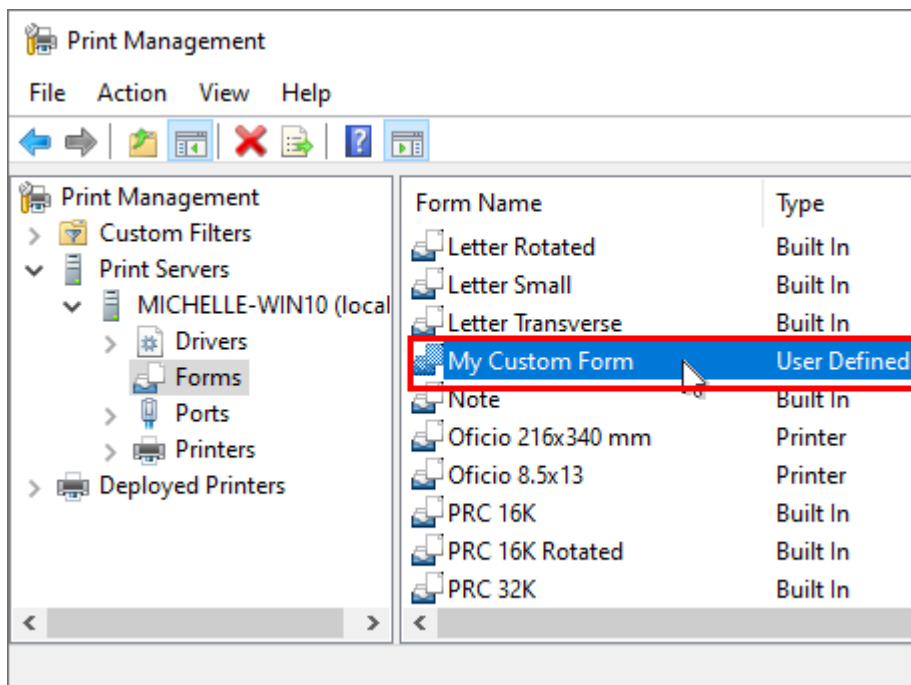 Print Management
File Action View Help
Print Management
Custom Filters
Print Servers
MICHELLE-WIN10 (local
Drivers
Forms
Ports
Printers
Deployed Printers
Form Name Type
Letter Rotated Built In
Letter Small Built In
Letter Transverse Built In
My Custom Form User Defined
Note Built In
Oficio 216x340 mm Printer
Oficio 8.5x13 Printer
PRC 16K Built In
PRC 16K Rotated Built In
PRC 32K Built In